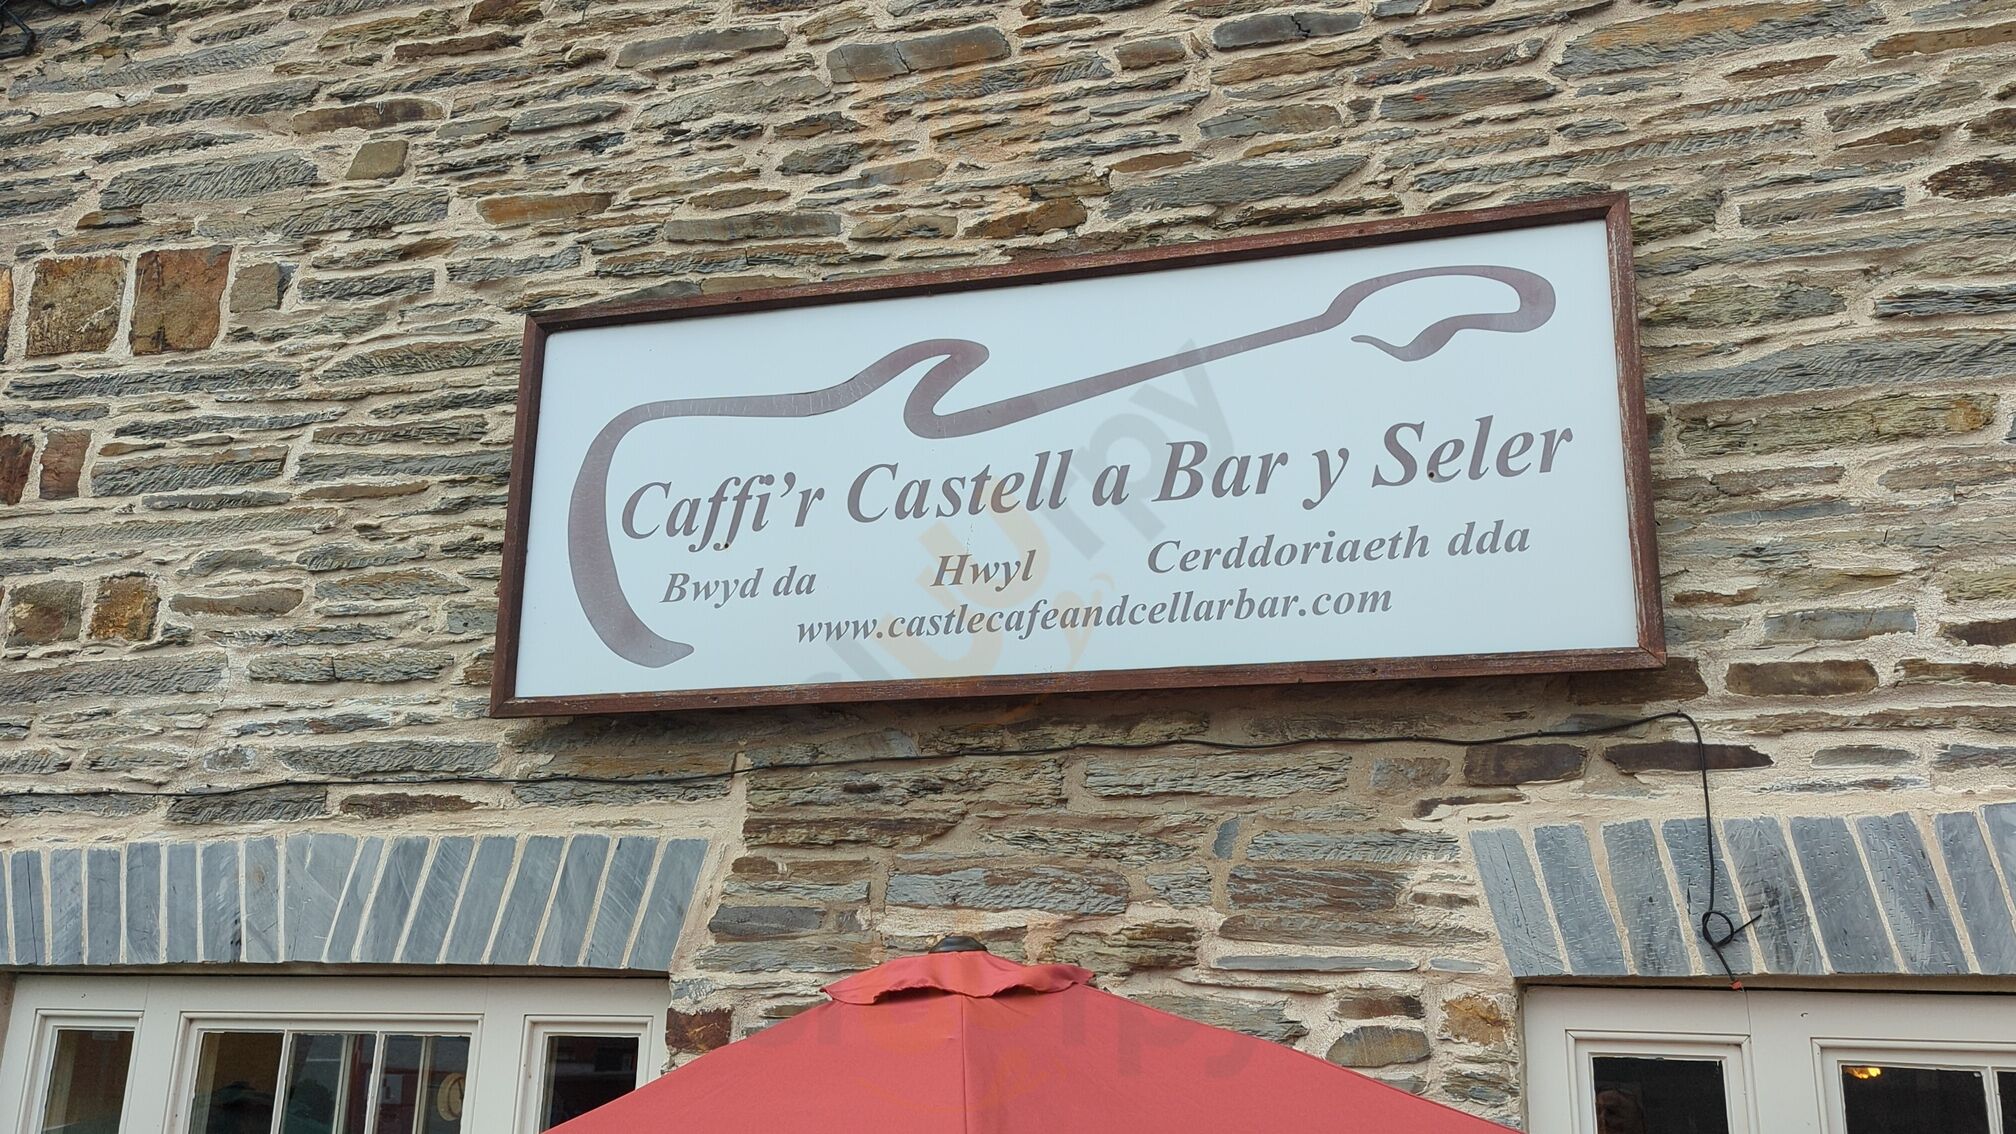 Caffi'r Castell a Bar y Seler
Bwyd da Hwyl Cerddoriaeth dda
www.castlecafeandcellarbar.com